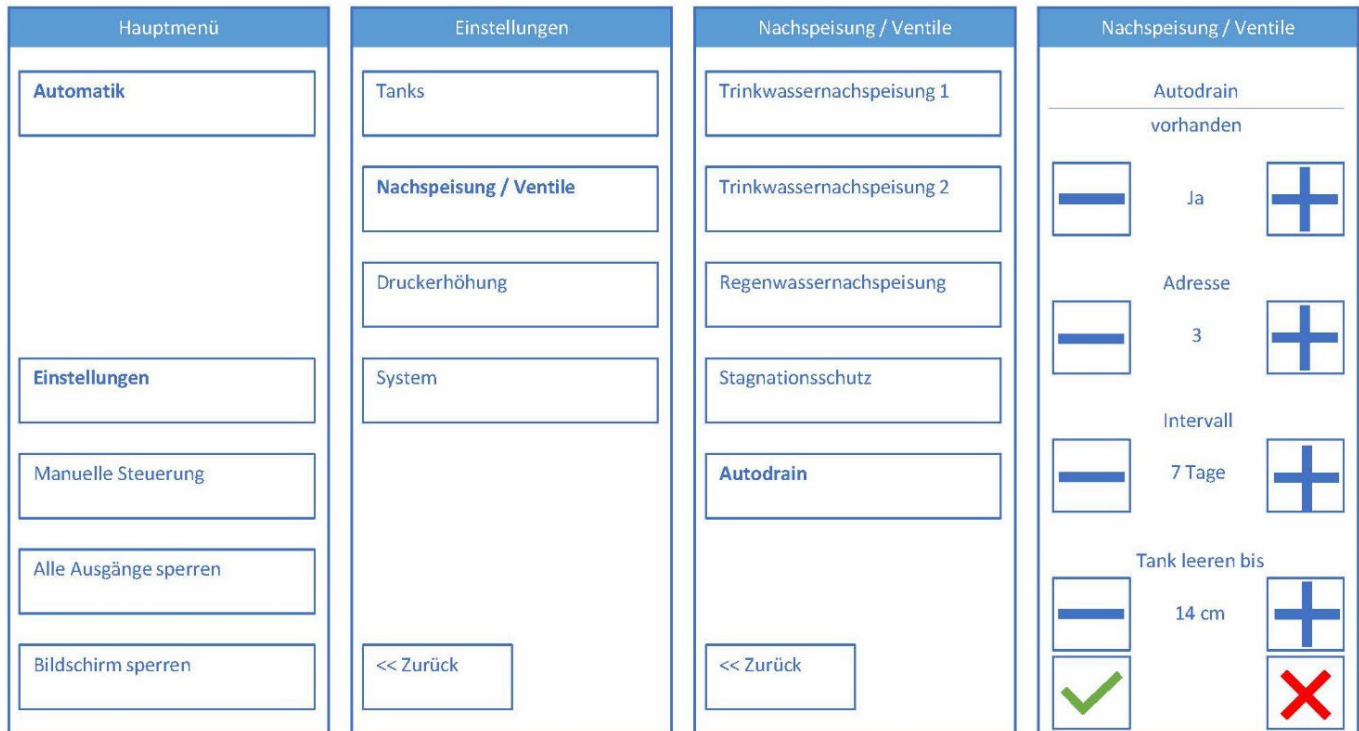 Hauptmenü
Automatik
Einstellungen
Manuelle Steuerung
Alle Ausgänge sperren
Bildschirm sperren
Einstellungen
Tanks
Nachspeisung / Ventile
Druckerhöhung
System
<< Zurück
Nachspeisung / Ventile
Trinkwassernachspeisung 1
Trinkwassernachspeisung 2
Regenwassernachspeisung
Stagnationsschutz
Autodrain
<< Zurück
Nachspeisung / Ventile
Autodrain
vorhanden
Ja
Adresse
3
Intervall
7 Tage
Tank leeren bis
14 cm